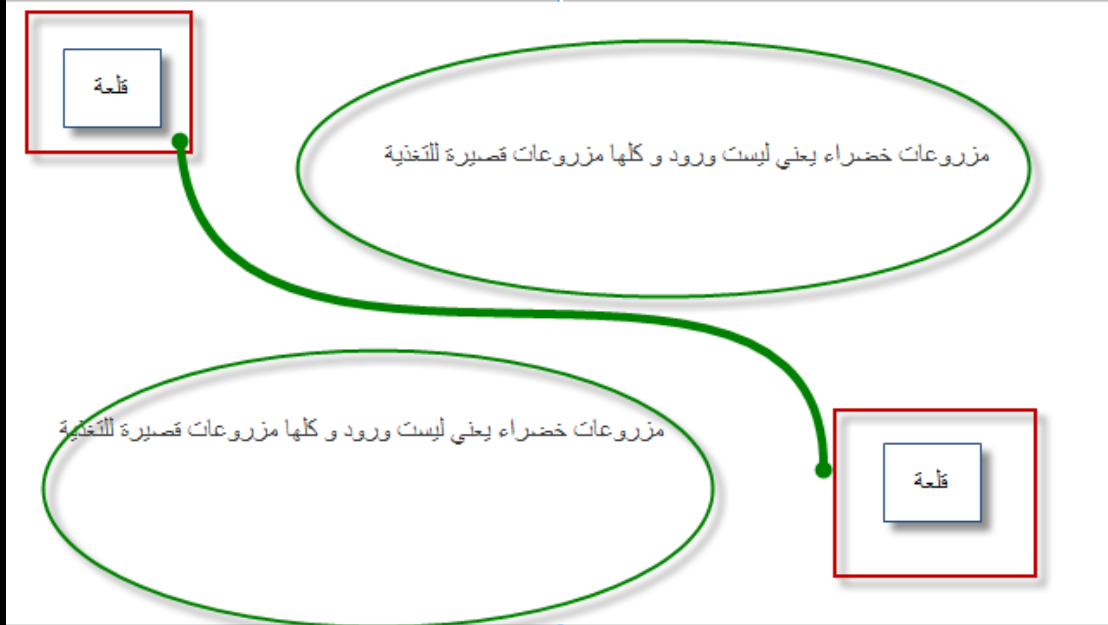 قلعة
مزروعات خضراء يعني ليست ورود و كلها مزروعات قصيرة للتغذية
مزروعات خضراء يعني ليست ورود و كلها مزروعات قصيرة للتغذية
قلعة